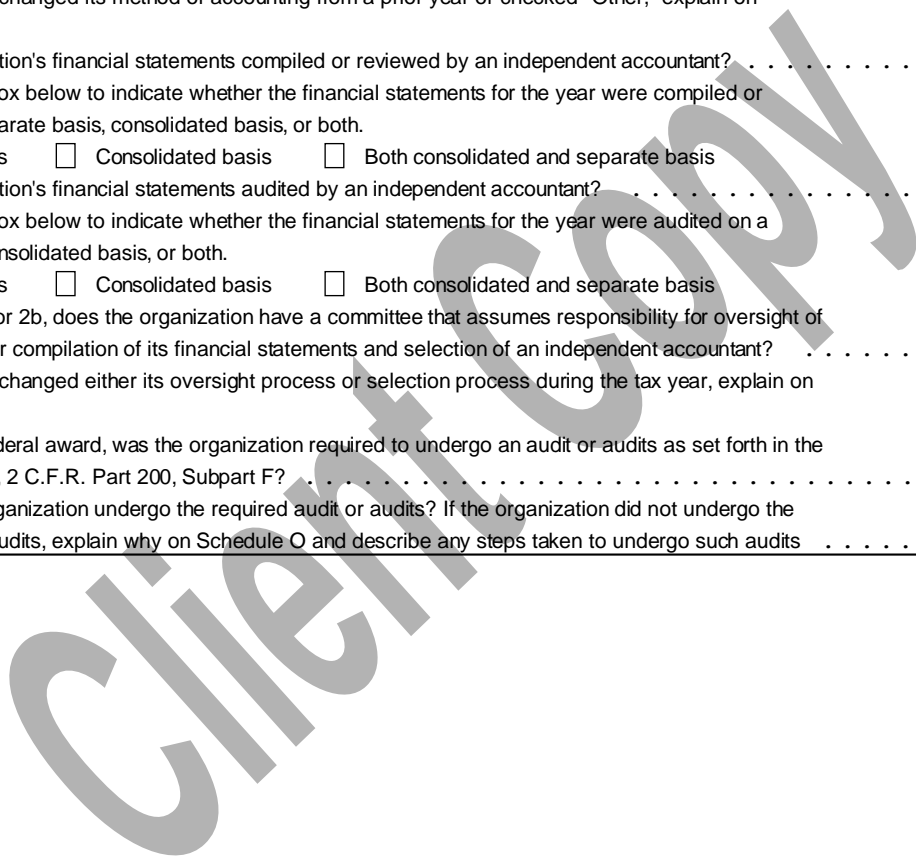 changed its method of accounting from a prior year or checked "Other," explain on
tion's financial statements compiled or reviewed by an independent accountant? . . . . . . . . .
ox below to indicate whether the financial statements for the year were compiled or
arate basis, consolidated basis, or both.
s Consolidated basis Both consolidated and separate basis
tion's financial statements audited by an independent accountant? . . . . . . . . . . . . . . .
ox below to indicate whether the financial statements for the year were audited on a
nsolidated basis, or both.
s Consolidated basis Both consolidated and separate basis
or 2b, does the organization have a committee that assumes responsibility for oversight of
r compilation of its financial statements and selection of an independent accountant? . . . . . .
changed either its oversight process or selection process during the tax year, explain on
deral award, was the organization required to undergo an audit or audits as set forth in the
2 C.F.R. Part 200, Subpart F? . . . . . . . . . . . . . . . . . . . . . . . . . . . . . . .
ganization undergo the required audit or audits? If the organization did not undergo the
udits, explain why on Schedule O and describe any steps taken to undergo such audits . . . . .
Client Copy